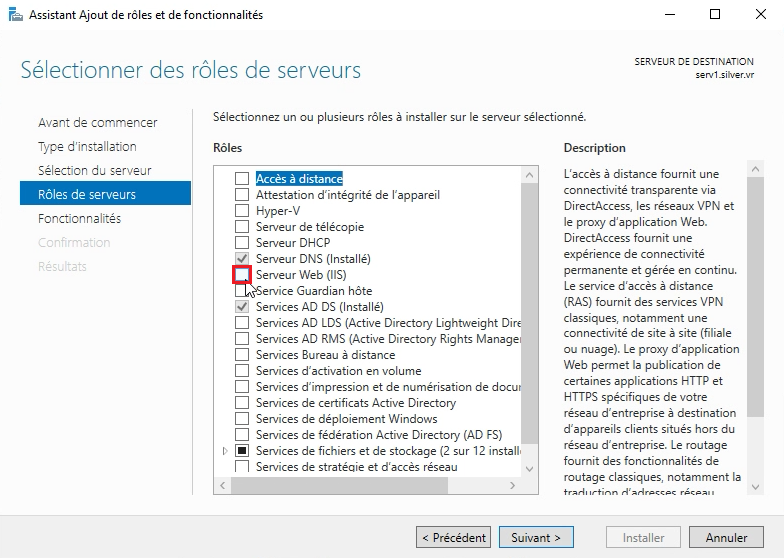 Assistant Ajout de rôles et de fonctionnalités
Sélectionner des rôles de serveurs
SERVEUR DE DESTINATION
serv1.silver.vr
Avant de commencer
Type d'installation
Sélection du serveur
Rôles de serveurs
Fonctionnalités
Confirmation
Résultats
Sélectionnez un ou plusieurs rôles à installer sur le serveur sélectionné.
Rôles
Accès à distance
Attestation d'intégrité de l'appareil
Hyper-V
Serveur de télécopie
Serveur DHCP
Serveur DNS (Installé)
Serveur Web (IIS)
Service Guardian hôte
Services AD DS (Installé)
Services AD LDS (Active Directory Lightweight Dire
Services AD RMS (Active Directory Rights Manage
Services Bureau à distance
Services d'activation en volume
Services d'impression et de numérisation de docu
Services de certificats Active Directory
Services de déploiement Windows
Services de fédération Active Directory (AD FS)
Services de fichiers et de stockage (2 sur 12 install
Services de stratégie et d'accès réseau
Description
L'accès à distance fournit une
connectivité transparente via
DirectAccess, les réseaux VPN et
le proxy d'application Web.
DirectAccess fournit une
expérience de connectivité
permanente et gérée en continu.
Le service d'accès à distance
(RAS) fournit des services VPN
classiques, notamment une
connectivité de site à site (filiale
ou nuage). Le proxy d'application
Web permet la publication de
certaines applications HTTP et
HTTPS spécifiques de votre
réseau d'entreprise à destination
d'appareils clients situés hors du
réseau d'entreprise. Le routage
fournit des fonctionnalités de
routage classiques, notamment la
traduction d'adresses réseau
< Précédent
Suivant >
Installer
Annuler